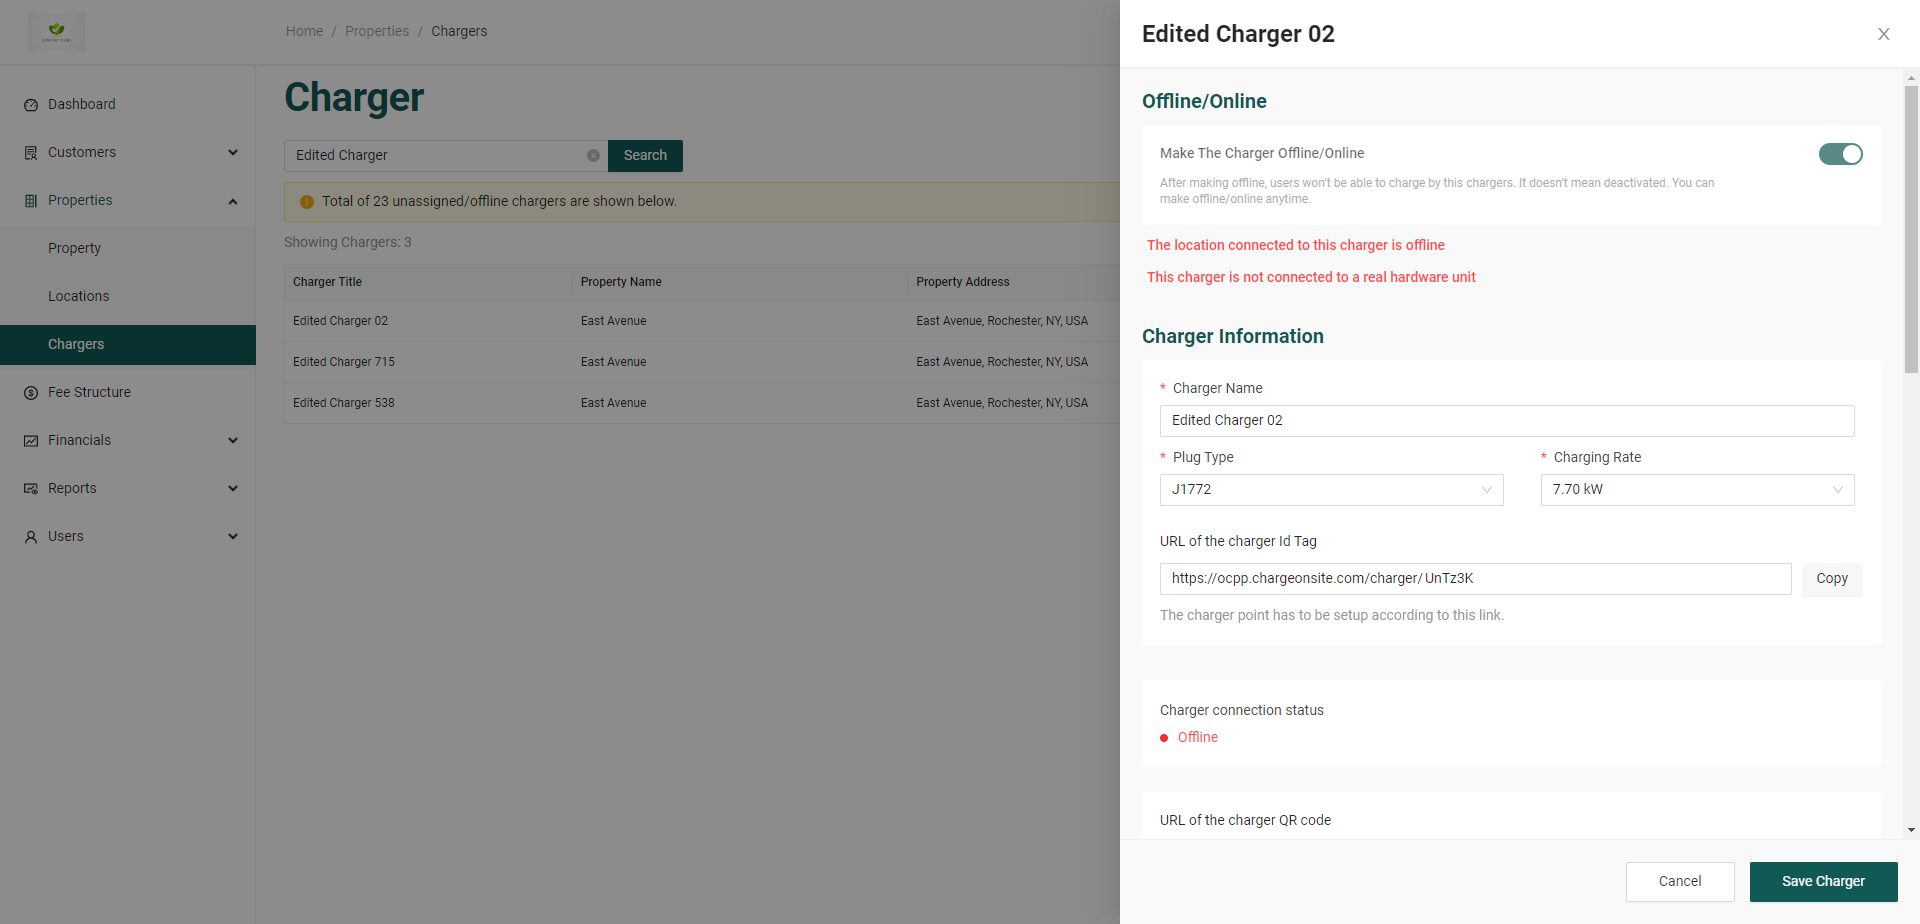 Home / Properties / Chargers
Dashboard
Customers
Properties
Property
Locations
Chargers
Fee Structure
Financials
Reports
Users
Charger
Edited Charger
Search
Total of 23 unassigned/offline chargers are shown below.
Showing Chargers: 3
Charger Title Property Name Property Address
Edited Charger 02 East Avenue East Avenue, Rochester, NY, USA
Edited Charger 715 East Avenue East Avenue, Rochester, NY, USA
Edited Charger 538 East Avenue East Avenue, Rochester, NY, USA
Edited Charger 02
Offline/Online
Make The Charger Offline/Online
After making offline, users won't be able to charge by this chargers. It doesn't mean deactivated. You can
make offline/online anytime.
The location connected to this charger is offline
This charger is not connected to a real hardware unit
Charger Information
* Charger Name
Edited Charger 02
* Plug Type * Charging Rate
J1772 7.70 kW
URL of the charger Id Tag
https://ocpp.chargeonsite.com/charger/UnTz3K
Copy
The charger point has to be setup according to this link.
Charger connection status
Offline
URL of the charger QR code
Cancel Save Charger